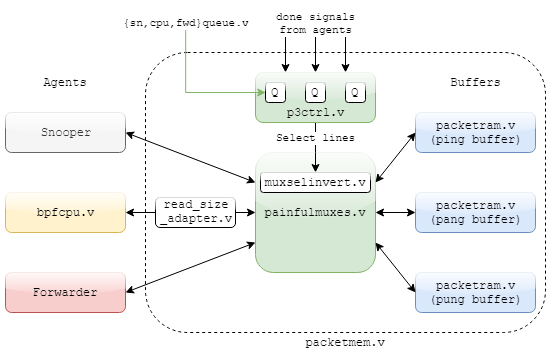 {sn,cpu,fwd}queue.v
done signals
from agents
Agents
Buffers
Q
Q
Q
p3ctrl.v
Snooper
Select lines
packetram.v
(ping buffer)
muxselinvert.v
bpfcpu.v
read_size
_adapter.v
painfulmuxes.v
packetram.v
(pang buffer)
Forwarder
packetram.v
(pung buffer)
packetmem.v